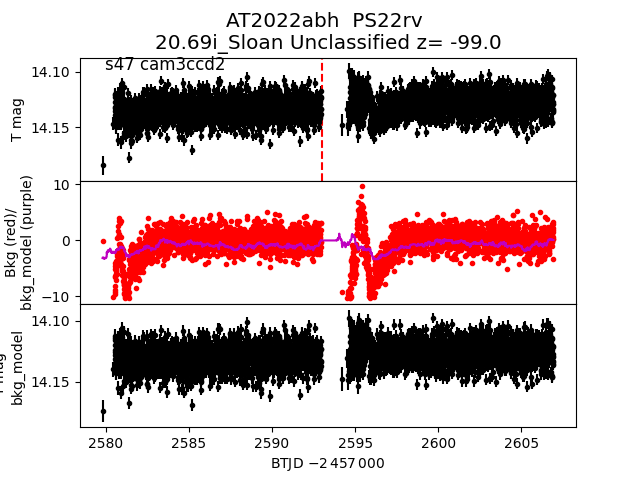 AT2022abh  PS22rv
20.69i_Sloan Unclassified z= -99.0
s47 cam3ccd2
14.10
14.15
T mag
10
0
−10
Bkg (red)/
bkg_model (purple)
14.10
14.15
mag
bkg_model
2580 2585 2590 2595 2600 2605
BTJD −2 457 000